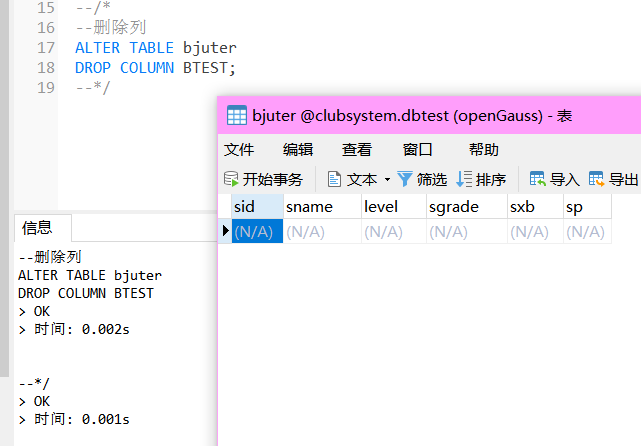 15 --/*
16 --删除列
17 ALTER TABLE bjuter
18 DROP COLUMN BTEST;
19 --*/
bjuter @clubsystem.dbtest (openGauss) - 表
文件 编辑 查看 窗口 帮助
开始事务 文本 筛选 排序 导入 导出
sid sname level sgrade sxb sp
(N/A) (N/A) (N/A) (N/A) (N/A) (N/A)
信息
--删除列
ALTER TABLE bjuter
DROP COLUMN BTEST
> OK
> 时间: 0.002s
--*/
> OK
> 时间: 0.001s